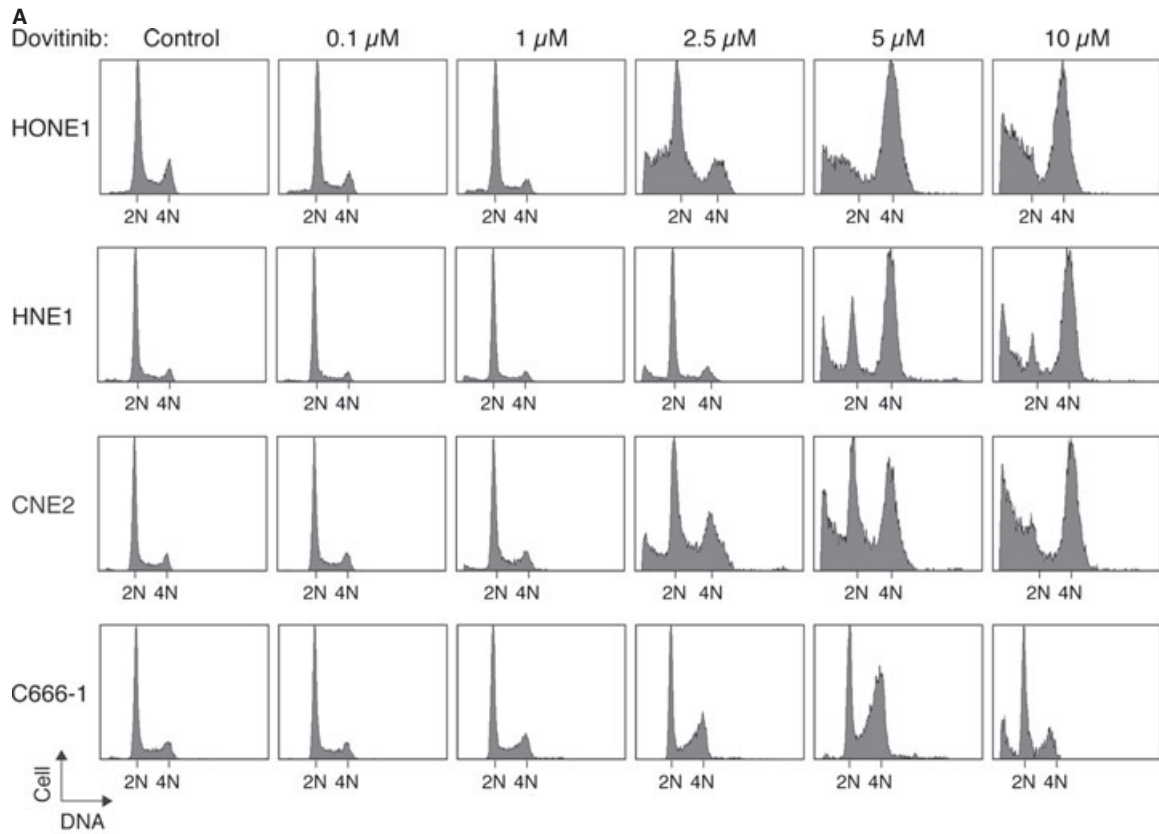 A
Dovitinib: Control 0.1 µM 1 µM 2.5 µM 5 µM 10 µM
HONE1
2N 4N 2N 4N 2N 4N 2N 4N 2N 4N 2N 4N
HNE1
2N 4N 2N 4N 2N 4N 2N 4N 2N 4N 2N 4N
CNE2
2N 4N 2N 4N 2N 4N 2N 4N 2N 4N 2N 4N
C666-1
2N 4N 2N 4N 2N 4N 2N 4N 2N 4N 2N 4N
Cell
DNA